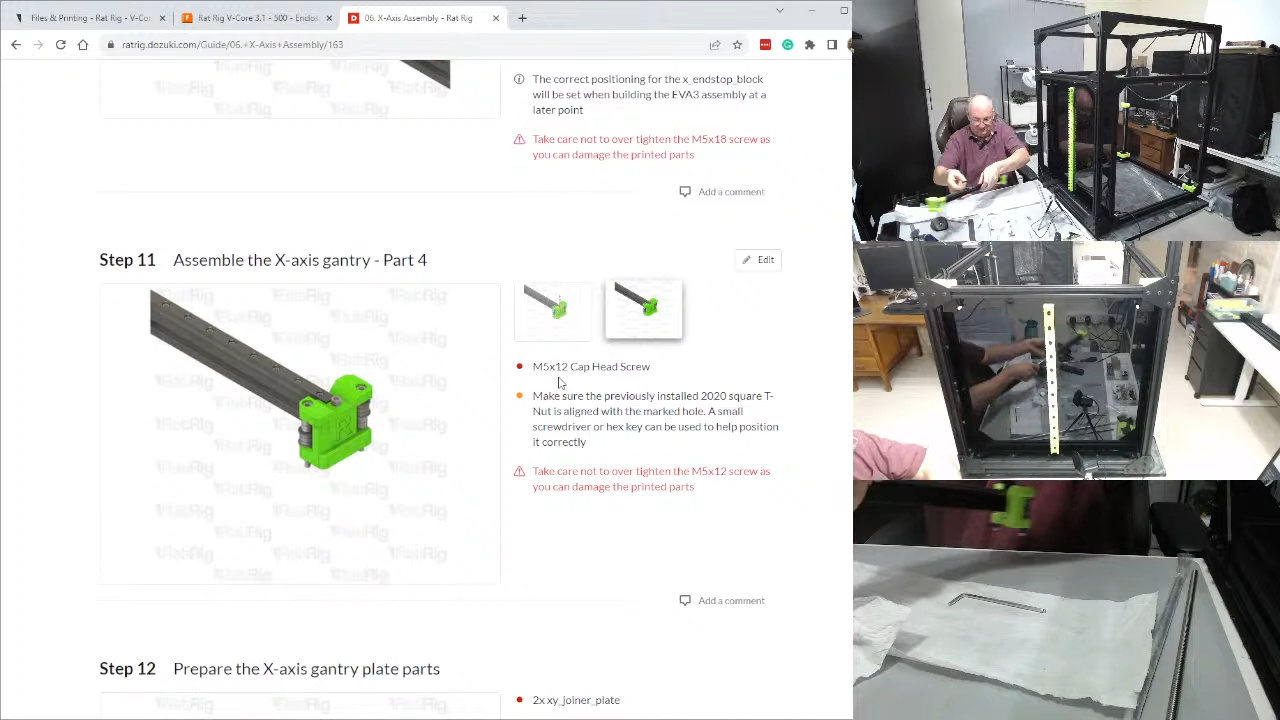 Files & Printing - Rat Rig V-Co
Rat Rig V-Core 3.1 - 500 - Endos
06. X-Axis Assembly - Rat Rig
ratrig.dozuki.com/Guide/06.+X-Axis+Assembly/163
The correct positioning for the x_endstop_block
will be set when building the EVA3 assembly at a
later point
Take care not to over tighten the M5x18 screw as
you can damage the printed parts
Add a comment
Step 11 Assemble the X-axis gantry - Part 4
Edit
M5x12 Cap Head Screw
Make sure the previously installed 2020 square T-
Nut is aligned with the marked hole. A small
screwdriver or hex key can be used to help position
it correctly
Take care not to over tighten the M5x12 screw as
you can damage the printed parts
Add a comment
Step 12 Prepare the X-axis gantry plate parts
2x xy_joiner_plate